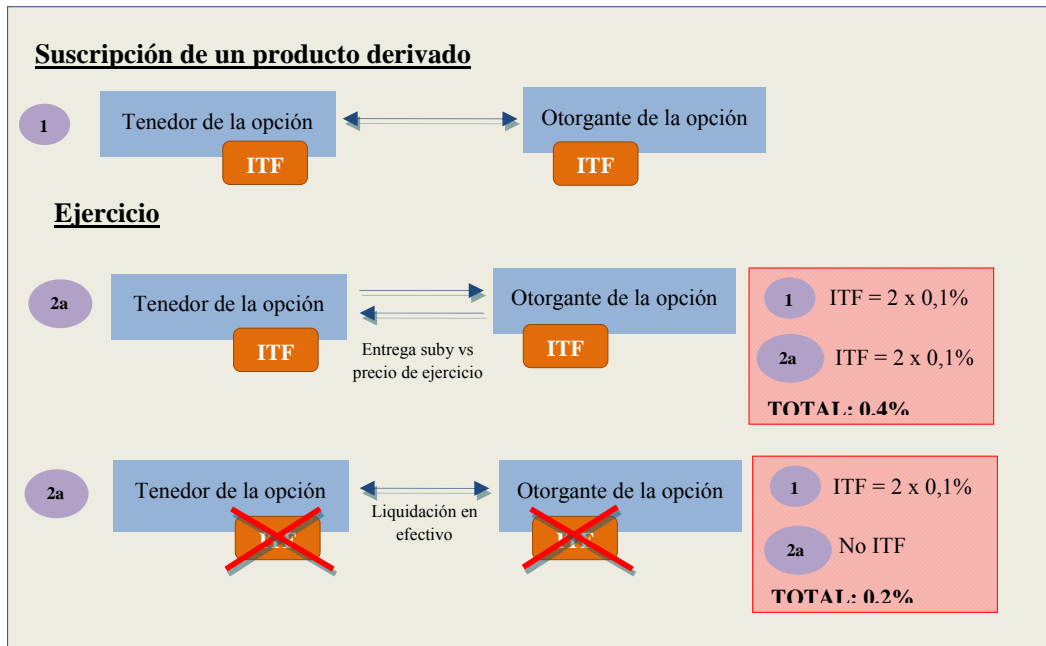 Suscripción de un producto derivado
1
Tenedor de la opción
Otorgante de la opción
ITF
ITF
Ejercicio
2a
Tenedor de la opción
Otorgante de la opción
ITF
ITF
Entrega suby vs
precio de ejercicio
1 ITF = 2 x 0,1%
2a ITF = 2 x 0,1%
TOTAL: 0.4%
2a
Tenedor de la opción
Otorgante de la opción
ITF
ITF
Liquidación en
efectivo
1 ITF = 2 x 0,1%
2a No ITF
TOTAL: 0.2%